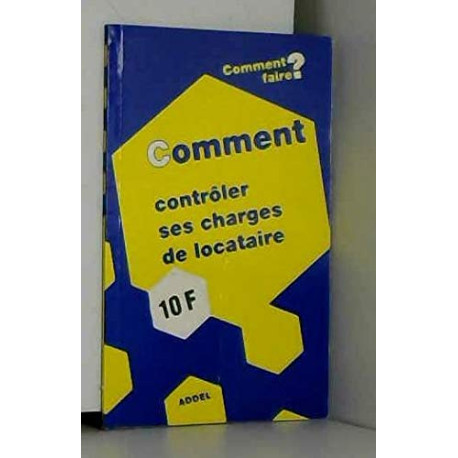 Comment
faire?
Comment
contrôler
ses charges
de locataire
10 F
ADDEL